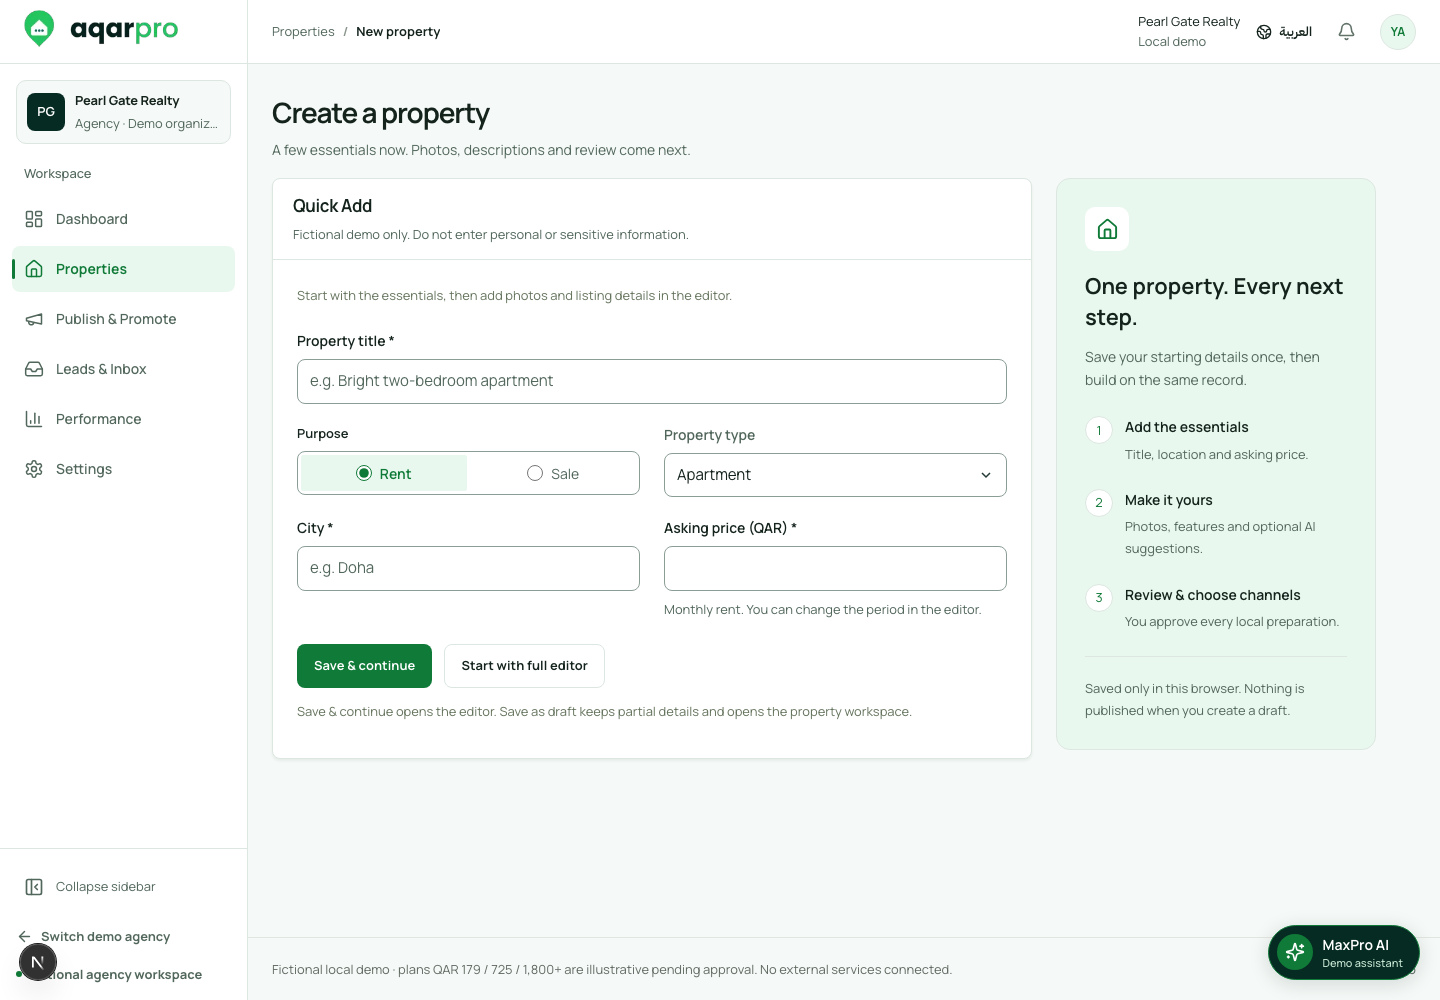 aqarpro
Properties / New property
Pearl Gate Realty
Local demo
العربية
YA
PG
Pearl Gate Realty
Agency · Demo organiz...
Workspace
Dashboard
Properties
Publish & Promote
Leads & Inbox
Performance
Settings
Collapse sidebar
Switch demo agency
N
agency workspace
Create a property
A few essentials now. Photos, descriptions and review come next.
Quick Add
Fictional demo only. Do not enter personal or sensitive information.
Start with the essentials, then add photos and listing details in the editor.
Property title *
e.g. Bright two-bedroom apartment
Purpose
Rent
Sale
Property type
Apartment
City *
e.g. Doha
Asking price (QAR) *
Monthly rent. You can change the period in the editor.
Save & continue
Start with full editor
Save & continue opens the editor. Save as draft keeps partial details and opens the property workspace.
One property. Every next
step.
Save your starting details once, then
build on the same record.
1
Add the essentials
Title, location and asking price.
2
Make it yours
Photos, features and optional AI
suggestions.
3
Review & choose channels
You approve every local preparation.
Saved only in this browser. Nothing is
published when you create a draft.
Fictional local demo · plans QAR 179 / 725 / 1,800+ are illustrative pending approval. No external services connected.
MaxPro AI
Demo assistant